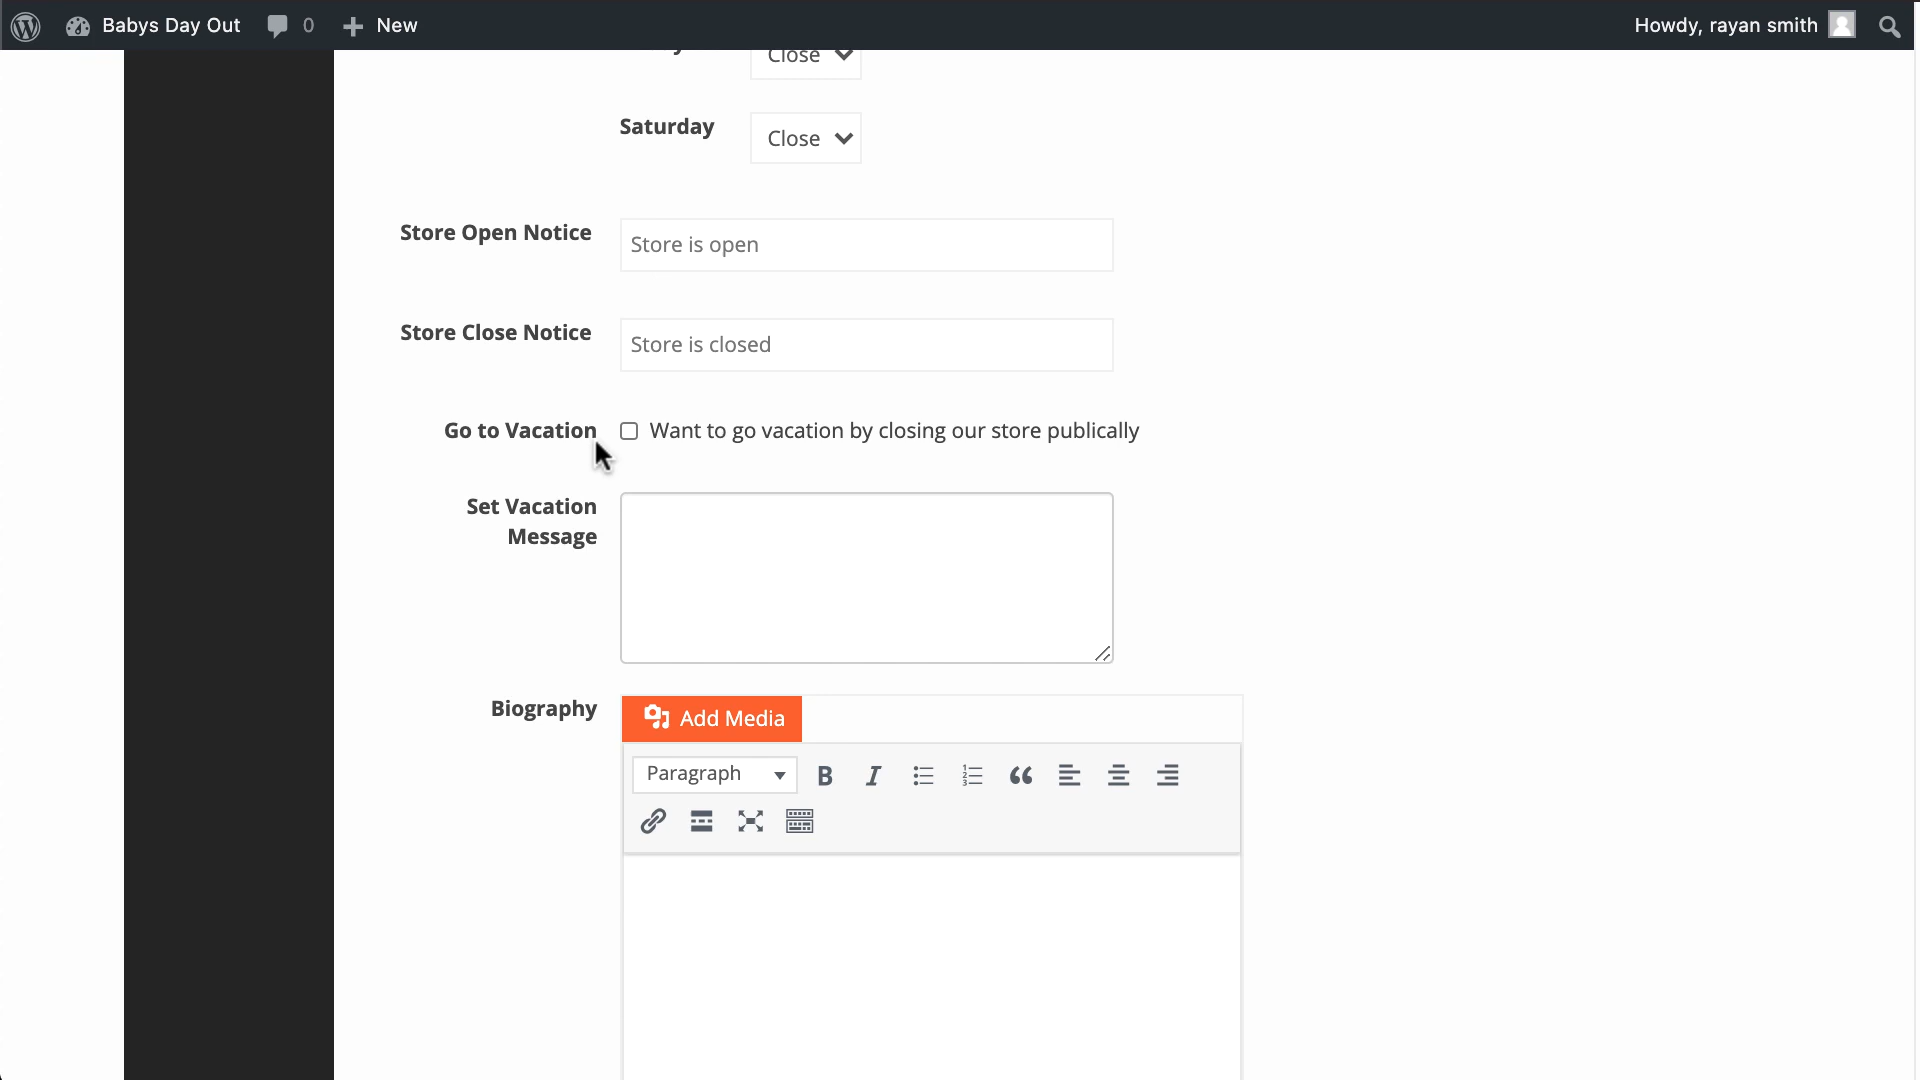 Babys Day Out 0 New Howdy, rayan smith
Close
Saturday Close
Store Open Notice Store is open
Store Close Notice Store is closed
Go to Vacation Want to go vacation by closing our store publically
Set Vacation
Message
Biography Add Media
Paragraph